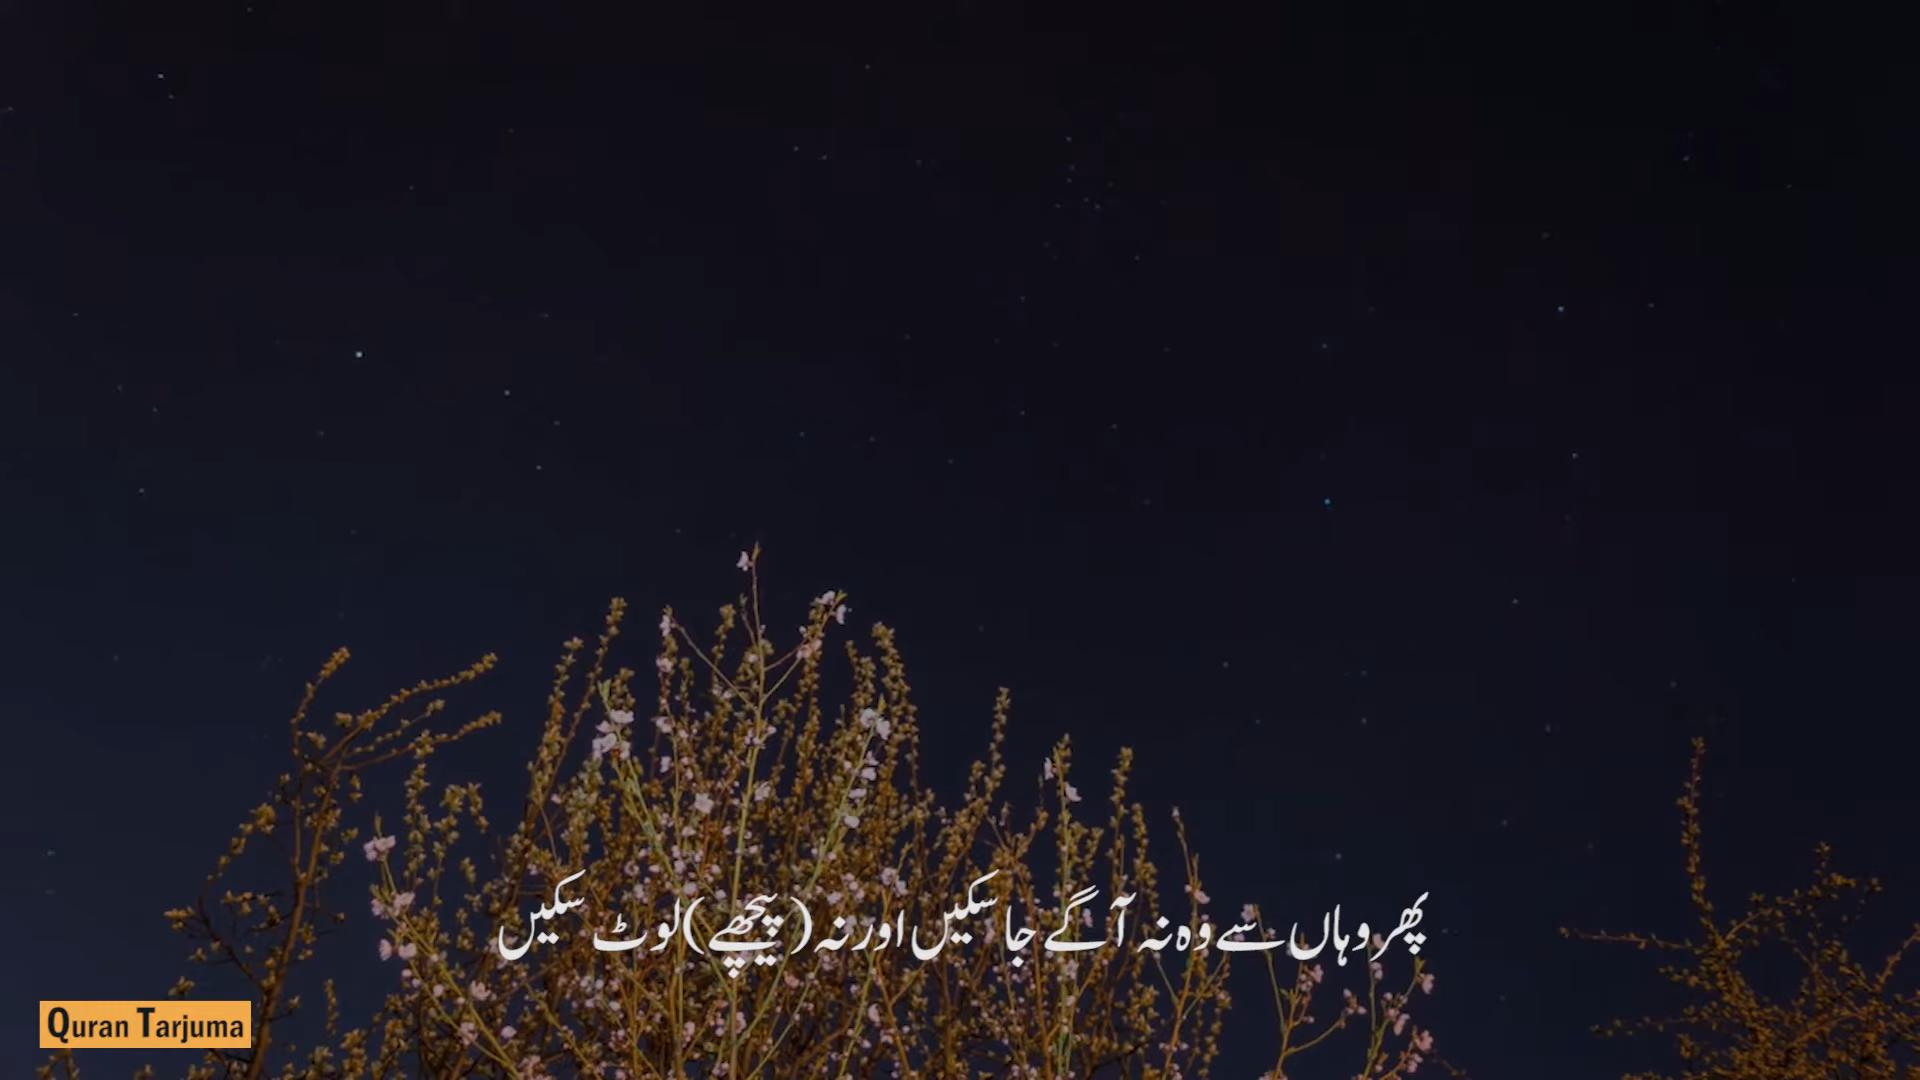 پھر وہاں سے وہ نہ آگے جا سکیں اور نہ (پیچھے) لوٹ سکیں
Quran Tarjuma